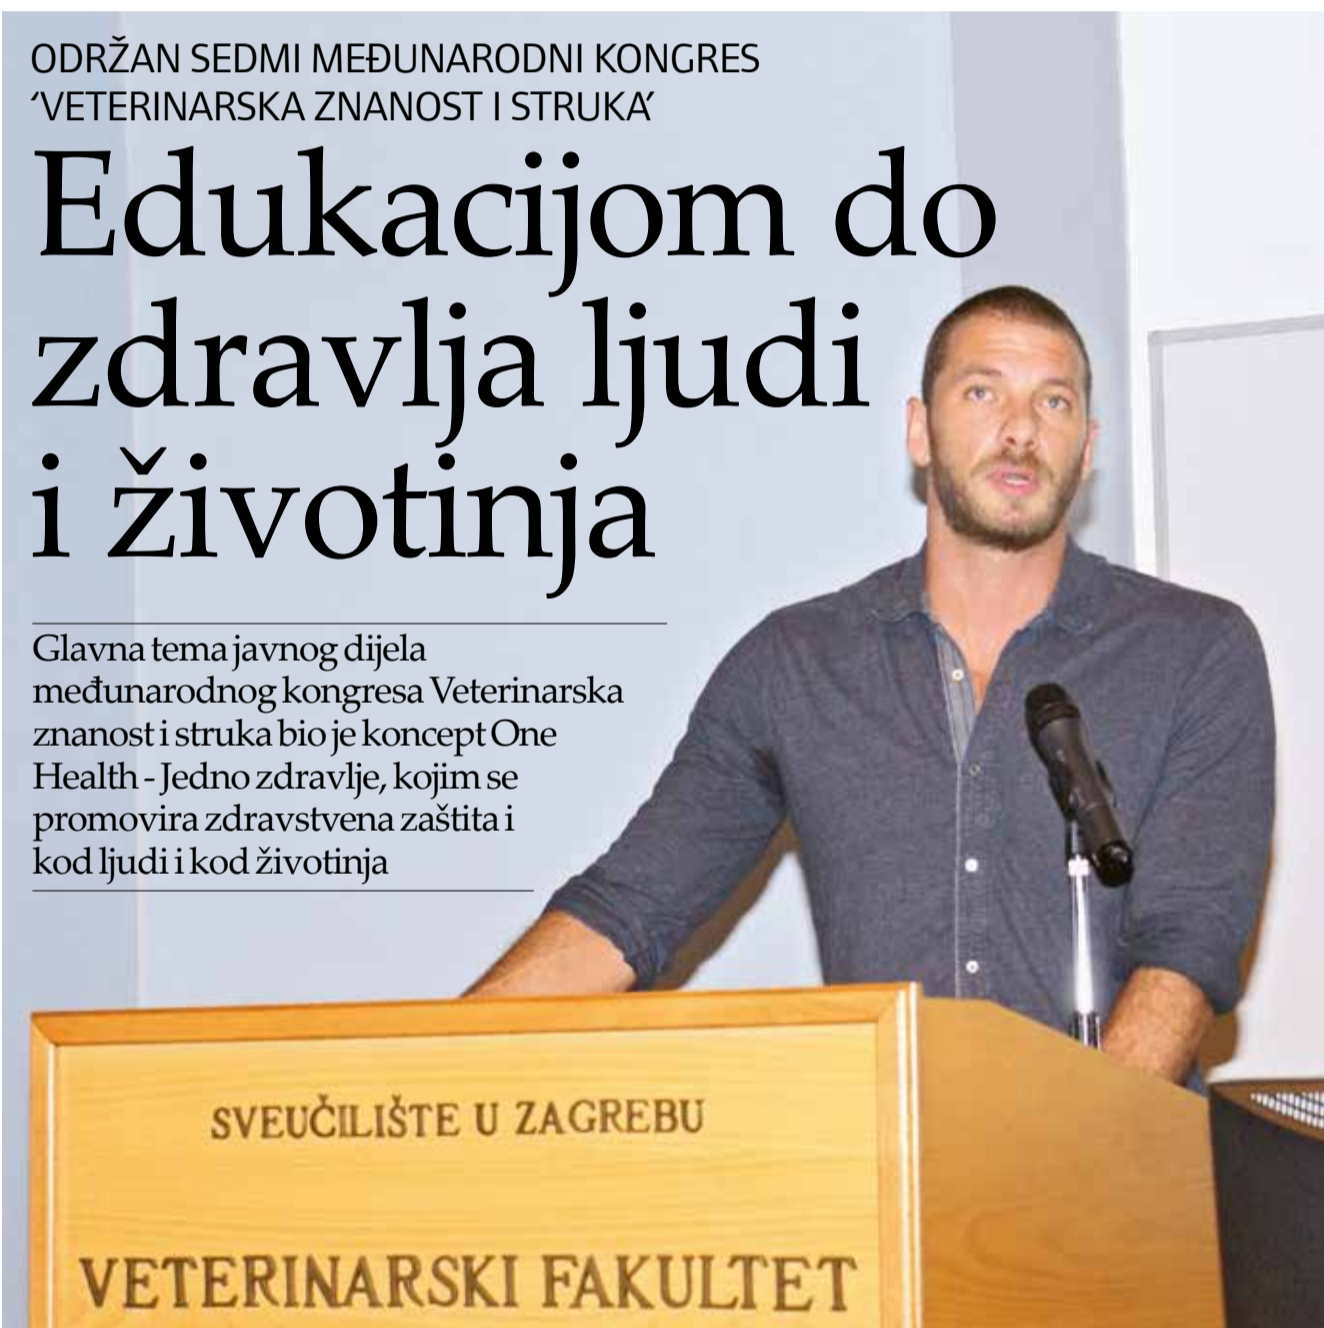 ODRŽAN SEDMI MEĐUNARODNI KONGRES
‘VETERINARSKA ZNANOST I STRUKA’
Edukacijom do
zdravlja ljudi
i životinja
Glavna tema javnog dijela
međunarodnog kongresa Veterinarska
znanost i struka bio je koncept One
Health - Jedno zdravlje, kojim se
promovira zdravstvena zaštita i
kod ljudi i kod životinja
SVEUČILIŠTE U ZAGREBU
VETERINARSKI FAKULTET